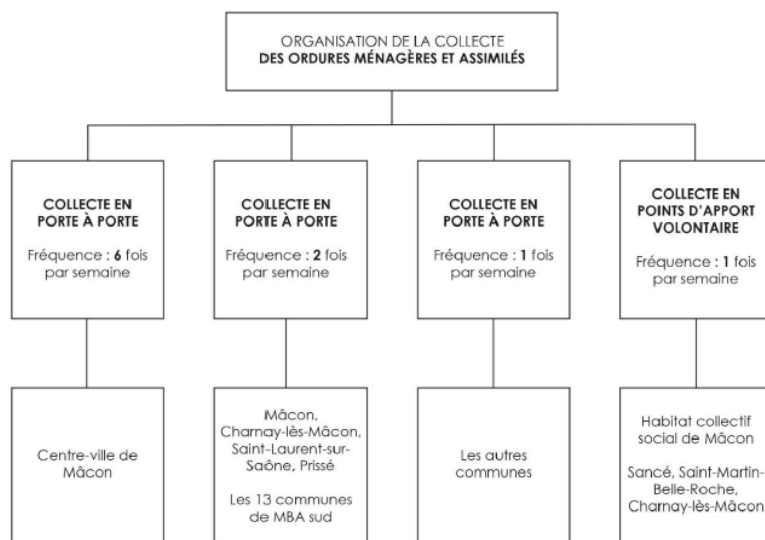 ORGANISATION DE LA COLLECTE
DES ORDURES MÉNAGÈRES ET ASSIMILÉS
COLLECTE EN
PORTE À PORTE
Fréquence : 6 fois
par semaine
COLLECTE EN
PORTE À PORTE
Fréquence : 2 fois
par semaine
COLLECTE EN
PORTE À PORTE
Fréquence : 1 fois
par semaine
COLLECTE EN
POINTS D'APPORT
VOLONTAIRE
Fréquence : 1 fois
par semaine
Centre-ville de
Mâcon
Mâcon,
Charnay-lès-Mâcon,
Saint-Laurent-sur-
Saône, Prissé
Les 13 communes
de MBA sud
Les autres
communes
Habitat collectif
social de Mâcon
Sancé, Saint-Martin-
Belle-Roche,
Charnay-lès-Mâcon